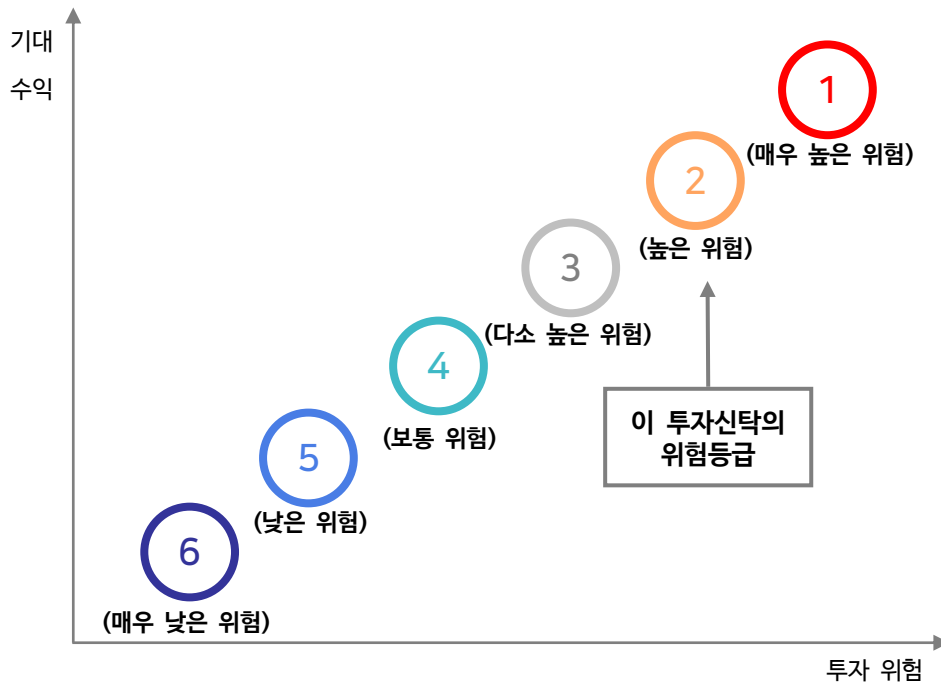 기대
수익
1
(매우 높은 위험)
2
(높은 위험)
3
(다소 높은 위험)
4
(보통 위험)
이 투자신탁의
위험등급
5
(낮은 위험)
6
(매우 낮은 위험)
투자 위험